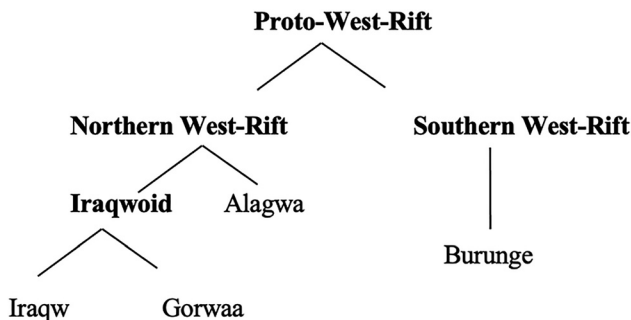 Proto-West-Rift
Northern West-Rift Southern West-Rift
Iraqwoid Alagwa
Burunge
Iraqw Gorwaa